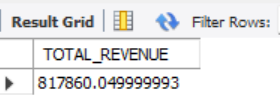 Result Grid Filter Rows:
TOTAL_REVENUE
817860.049999993